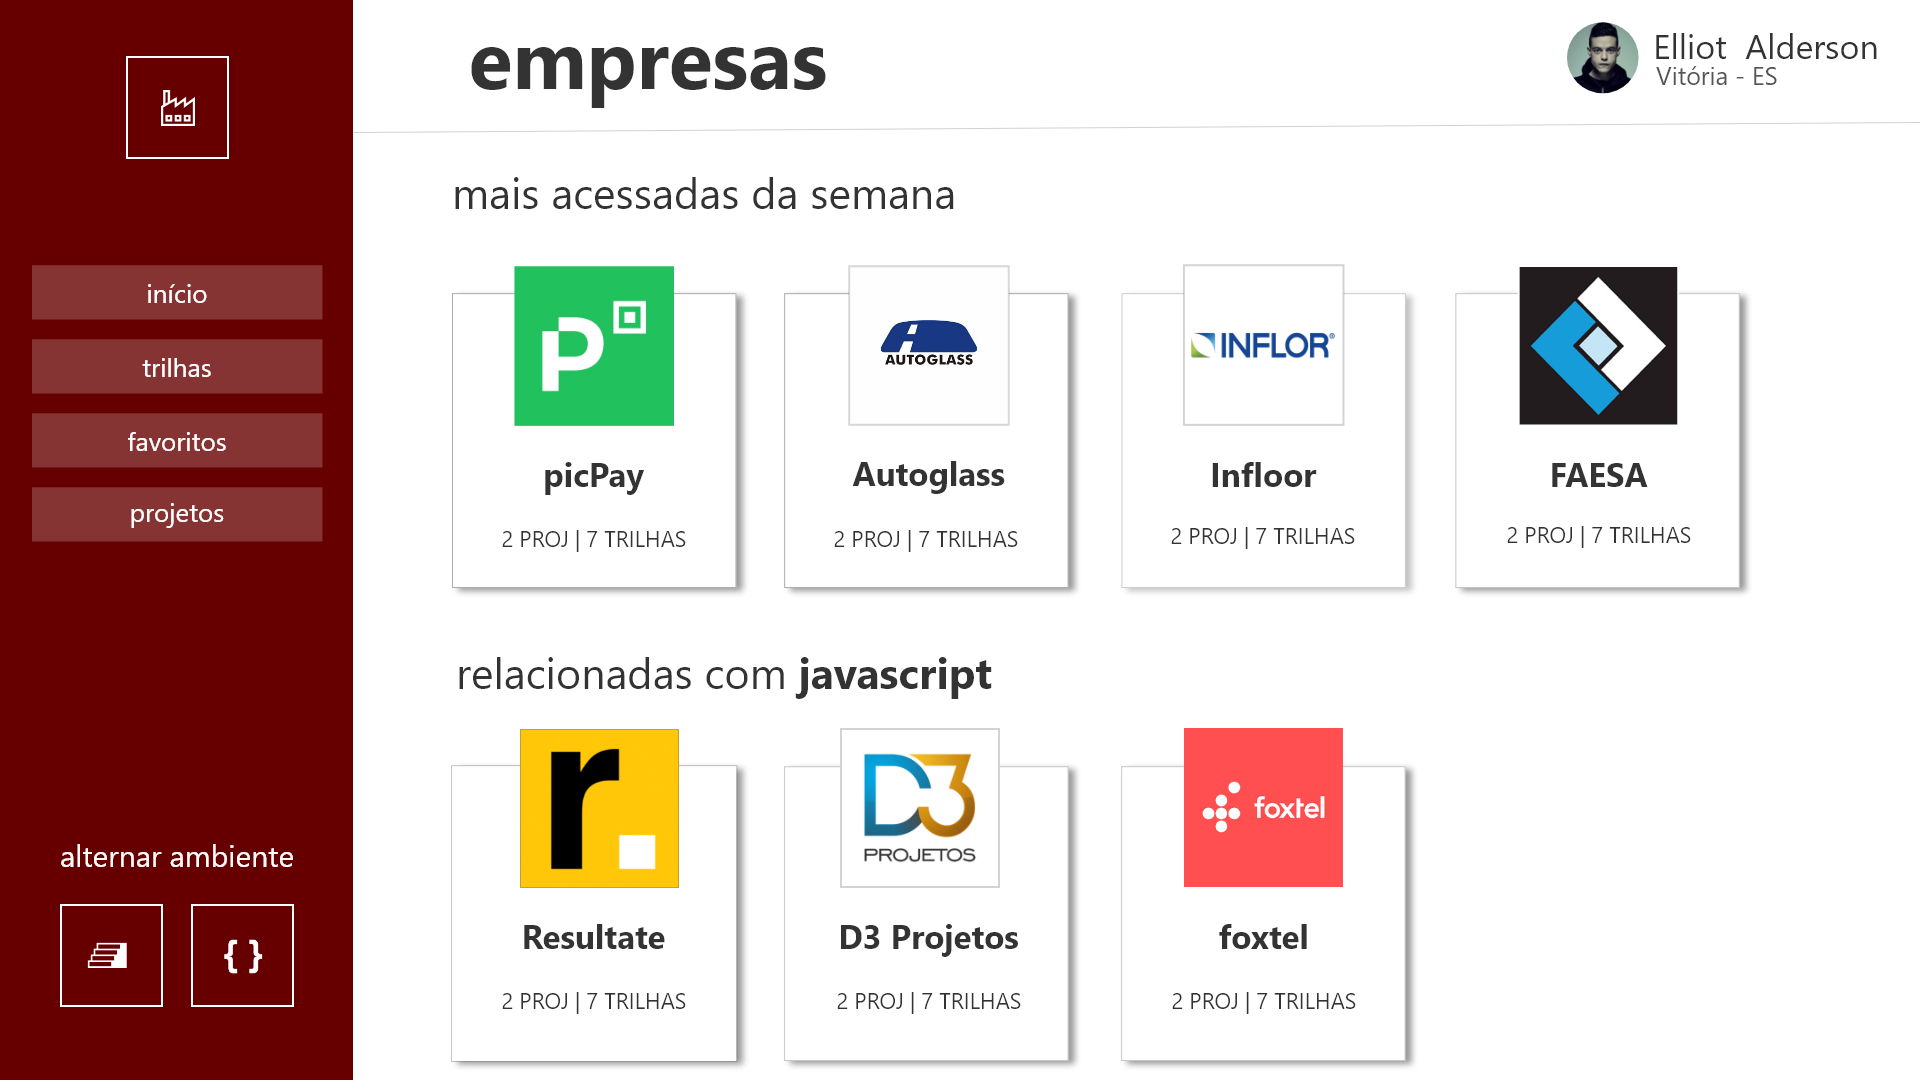 empresas
Elliot Alderson
Vitória - ES
início
trilhas
favoritos
projetos
alternar ambiente
{ }
mais acessadas da semana
P
AUTOGLASS
INFLOR®
picPay
Autoglass
Infloor
FAESA
2 PROJ | 7 TRILHAS
2 PROJ | 7 TRILHAS
2 PROJ | 7 TRILHAS
2 PROJ | 7 TRILHAS
relacionadas com javascript
r.
D3
PROJETOS
foxtel
Resultate
D3 Projetos
foxtel
2 PROJ | 7 TRILHAS
2 PROJ | 7 TRILHAS
2 PROJ | 7 TRILHAS